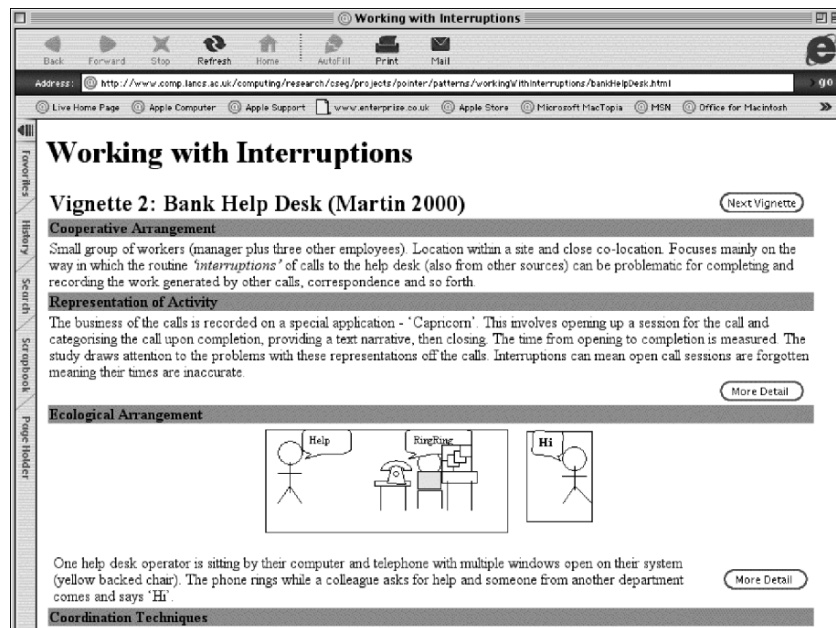 Working with Interruptions
Back Forward Stop Refresh Home AutoFill Print Mail
Address: http://www.comp.lancs.ac.uk/computing/research/cseg/projects/pointer/patterns/workingWithInterruptions/bankHelpDesk.html go
Live Home Page Apple Computer Apple Support www.enterprise.co.uk Apple Store Microsoft MacTopia MSN Office for Macintosh
Favorites
History
Search
Scrapbook
Page Holder
Working with Interruptions
Vignette 2: Bank Help Desk (Martin 2000) Next Vignette
Cooperative Arrangement
Small group of workers (manager plus three other employees). Location within a site and close co-location. Focuses mainly on the
way in which the routine 'interruptions' of calls to the help desk (also from other sources) can be problematic for completing and
recording the work generated by other calls, correspondence and so forth.
Representation of Activity
The business of the calls is recorded on a special application - 'Capricorn'. This involves opening up a session for the call and
categorising the call upon completion, providing a text narrative, then closing. The time from opening to completion is measured. The
study draws attention to the problems with these representations off the calls. Interruptions can mean open call sessions are forgotten
meaning their times are inaccurate.
More Detail
Ecological Arrangement
Help RingRing Hi
One help desk operator is sitting by their computer and telephone with multiple windows open on their system
(yellow backed chair). The phone rings while a colleague asks for help and someone from another department
comes and says 'Hi'.
More Detail
Coordination Techniques